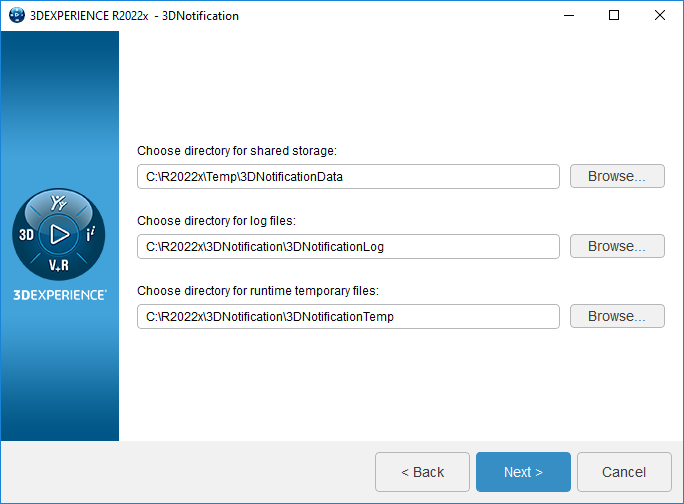 3DEXPERIENCE R2022x - 3DNotification
Choose directory for shared storage:
C:\R2022x\Temp\3DNotificationData
Browse...
Choose directory for log files:
C:\R2022x\3DNotification\3DNotificationLog
Browse...
Choose directory for runtime temporary files:
C:\R2022x\3DNotification\3DNotificationTemp
Browse...
3D
i²
V+R
3DEXPERIENCE®
< Back
Next >
Cancel